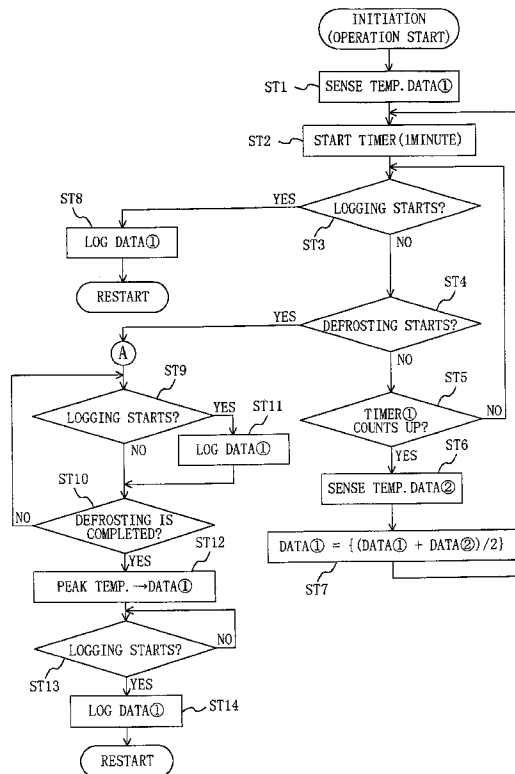 INITIATION
(OPERATION START)
ST1
SENSE TEMP.DATA①
ST2
START TIMER(1MINUTE)
YES
LOGGING STARTS?
ST3
NO
ST8
LOG DATA①
RESTART
ST4
YES
DEFROSTING STARTS?
NO
A
ST9
LOGGING STARTS?
YES
NO
ST11
LOG DATA①
ST5
TIMER①
COUNTS UP?
NO
YES
ST6
SENSE TEMP.DATA②
DATA① = {(DATA① + DATA②)/2}
ST7
ST10
NO
DEFROSTING IS
COMPLETED?
YES
ST12
PEAK TEMP.→DATA①
LOGGING STARTS?
NO
ST13
YES
LOG DATA①
ST14
RESTART